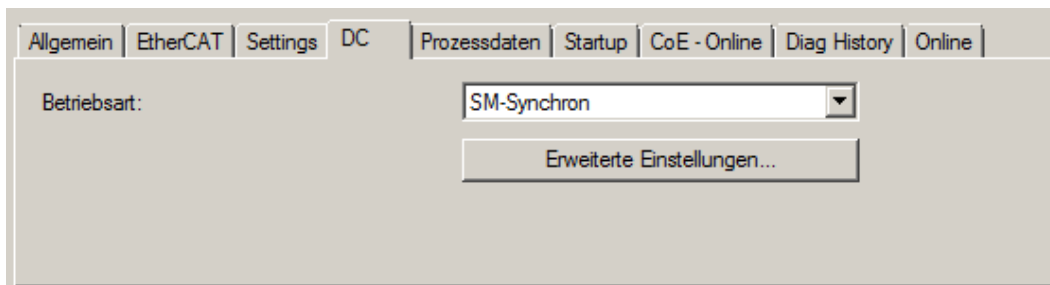 Allgemein EtherCAT Settings DC Prozessdaten Startup CoE - Online Diag History Online
Betriebsart: SM-Synchron
Erweiterte Einstellungen...